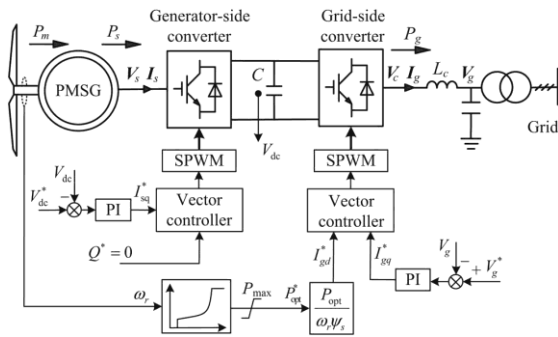 Generator-side converter
Grid-side converter
P_m
P_s
P_g
PMSG
V_s I_s
C
V_dc
V_c I_g
L_c
V_g
Grid
SPWM
SPWM
V_dc
V*_dc
−
PI
I*_sq
Vector controller
Vector controller
Q* = 0
I*_gd
I*_gq
PI
V_g
−
+ V*_g
ω_r
P_max
P*_opt
P_opt
ω_r ψ_s